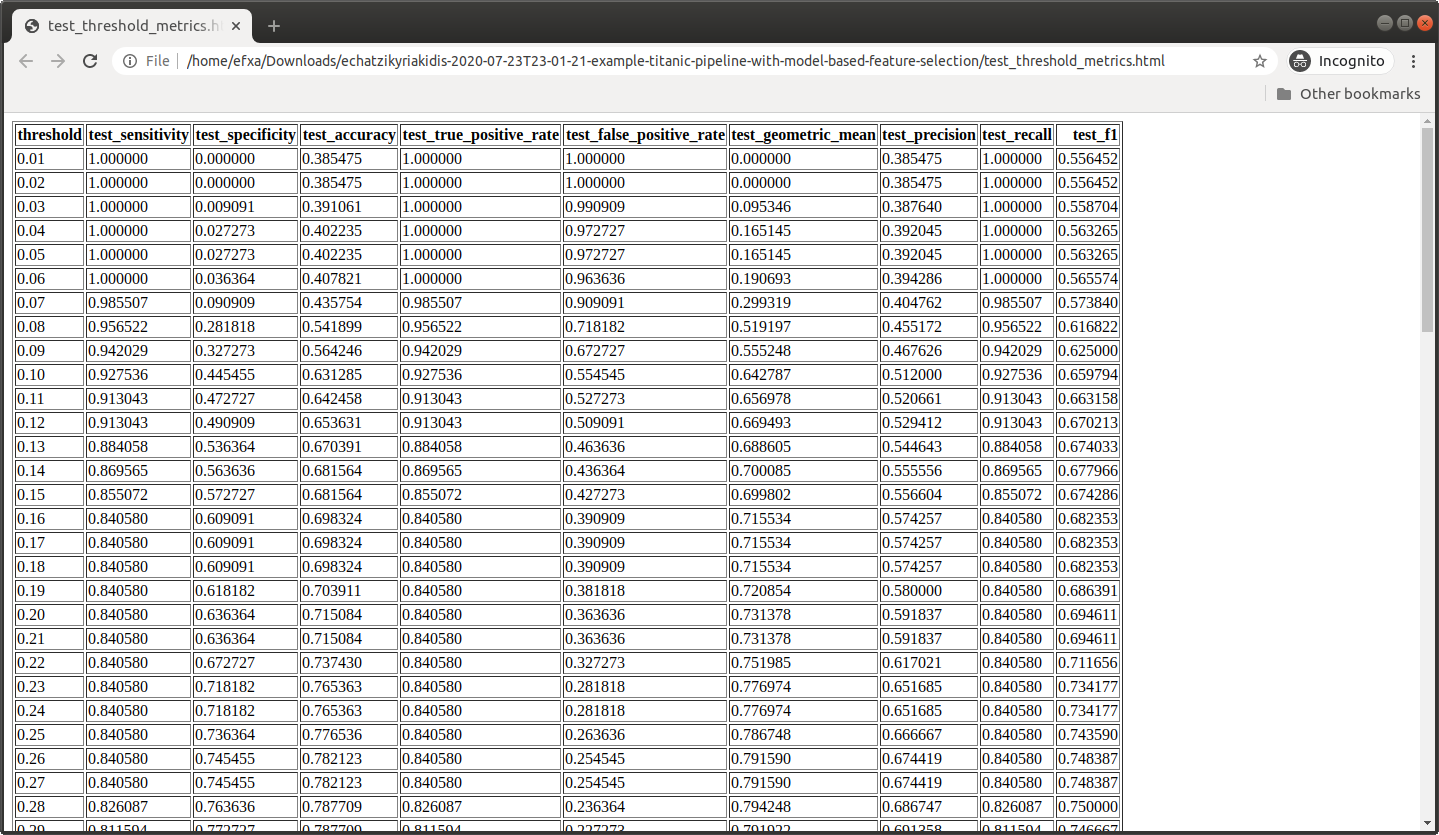 test_threshold_metrics.h
File /home/efxa/Downloads/echatzikyriakidis-2020-07-23T23-01-21-example-titanic-pipeline-with-model-based-feature-selection/test_threshold_metrics.html Incognito
Other bookmarks
threshold test_sensitivity test_specificity test_accuracy test_true_positive_rate test_false_positive_rate test_geometric_mean test_precision test_recall test_f1
0.01 1.000000 0.000000 0.385475 1.000000 1.000000 0.000000 0.385475 1.000000 0.556452
0.02 1.000000 0.000000 0.385475 1.000000 1.000000 0.000000 0.385475 1.000000 0.556452
0.03 1.000000 0.009091 0.391061 1.000000 0.990909 0.095346 0.387640 1.000000 0.558704
0.04 1.000000 0.027273 0.402235 1.000000 0.972727 0.165145 0.392045 1.000000 0.563265
0.05 1.000000 0.027273 0.402235 1.000000 0.972727 0.165145 0.392045 1.000000 0.563265
0.06 1.000000 0.036364 0.407821 1.000000 0.963636 0.190693 0.394286 1.000000 0.565574
0.07 0.985507 0.090909 0.435754 0.985507 0.909091 0.299319 0.404762 0.985507 0.573840
0.08 0.956522 0.281818 0.541899 0.956522 0.718182 0.519197 0.455172 0.956522 0.616822
0.09 0.942029 0.327273 0.564246 0.942029 0.672727 0.555248 0.467626 0.942029 0.625000
0.10 0.927536 0.445455 0.631285 0.927536 0.554545 0.642787 0.512000 0.927536 0.659794
0.11 0.913043 0.472727 0.642458 0.913043 0.527273 0.656978 0.520661 0.913043 0.663158
0.12 0.913043 0.490909 0.653631 0.913043 0.509091 0.669493 0.529412 0.913043 0.670213
0.13 0.884058 0.536364 0.670391 0.884058 0.463636 0.688605 0.544643 0.884058 0.674033
0.14 0.869565 0.563636 0.681564 0.869565 0.436364 0.700085 0.555556 0.869565 0.677966
0.15 0.855072 0.572727 0.681564 0.855072 0.427273 0.699802 0.556604 0.855072 0.674286
0.16 0.840580 0.609091 0.698324 0.840580 0.390909 0.715534 0.574257 0.840580 0.682353
0.17 0.840580 0.609091 0.698324 0.840580 0.390909 0.715534 0.574257 0.840580 0.682353
0.18 0.840580 0.609091 0.698324 0.840580 0.390909 0.715534 0.574257 0.840580 0.682353
0.19 0.840580 0.618182 0.703911 0.840580 0.381818 0.720854 0.580000 0.840580 0.686391
0.20 0.840580 0.636364 0.715084 0.840580 0.363636 0.731378 0.591837 0.840580 0.694611
0.21 0.840580 0.636364 0.715084 0.840580 0.363636 0.731378 0.591837 0.840580 0.694611
0.22 0.840580 0.672727 0.737430 0.840580 0.327273 0.751985 0.617021 0.840580 0.711656
0.23 0.840580 0.718182 0.765363 0.840580 0.281818 0.776974 0.651685 0.840580 0.734177
0.24 0.840580 0.718182 0.765363 0.840580 0.281818 0.776974 0.651685 0.840580 0.734177
0.25 0.840580 0.736364 0.776536 0.840580 0.263636 0.786748 0.666667 0.840580 0.743590
0.26 0.840580 0.745455 0.782123 0.840580 0.254545 0.791590 0.674419 0.840580 0.748387
0.27 0.840580 0.745455 0.782123 0.840580 0.254545 0.791590 0.674419 0.840580 0.748387
0.28 0.826087 0.763636 0.787709 0.826087 0.236364 0.794248 0.686747 0.826087 0.750000
0.29 0.811594 0.772727 0.787709 0.811594 0.227273 0.791922 0.691358 0.811594 0.746667